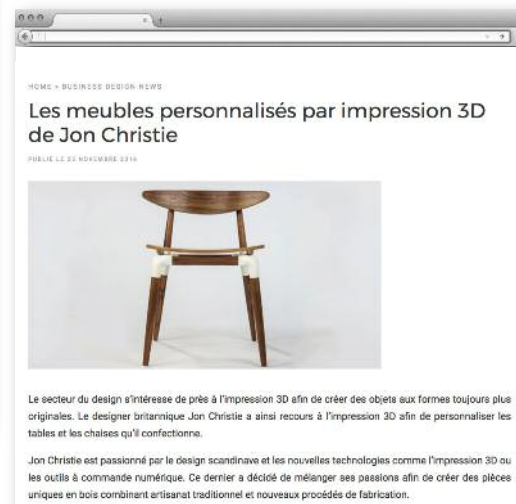 HOME » BUSINESS DESIGN NEWS
Les meubles personnalisés par impression 3D
de Jon Christie
PUBLIÉ LE 23 NOVEMBRE 2016
Le secteur du design s'intéresse de près à l'impression 3D afin de créer des objets aux formes toujours plus
originales. Le designer britannique Jon Christie a ainsi recours à l'impression 3D afin de personnaliser les
tables et les chaises qu'il confectionne.
Jon Christie est passionné par le design scandinave et les nouvelles technologies comme l'impression 3D ou
les outils à commande numérique. Ce dernier a décidé de mélanger ses passions afin de créer des pièces
uniques en bois combinant artisanat traditionnel et nouveaux procédés de fabrication.